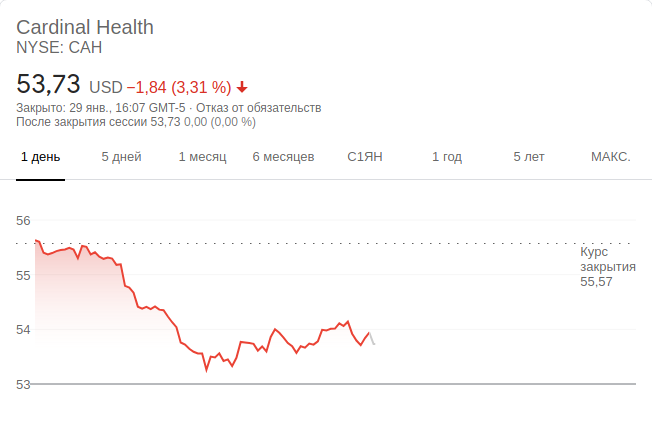 Cardinal Health
NYSE: CAH
53,73 USD −1,84 (3,31 %)
Закрыто: 29 янв., 16:07 GMT-5 · Отказ от обязательств
После закрытия сессии 53,73 0,00 (0,00 %)
1 день 5 дней 1 месяц 6 месяцев С1ЯН 1 год 5 лет МАКС.
56
Курс
закрытия
55,57
55
54
53